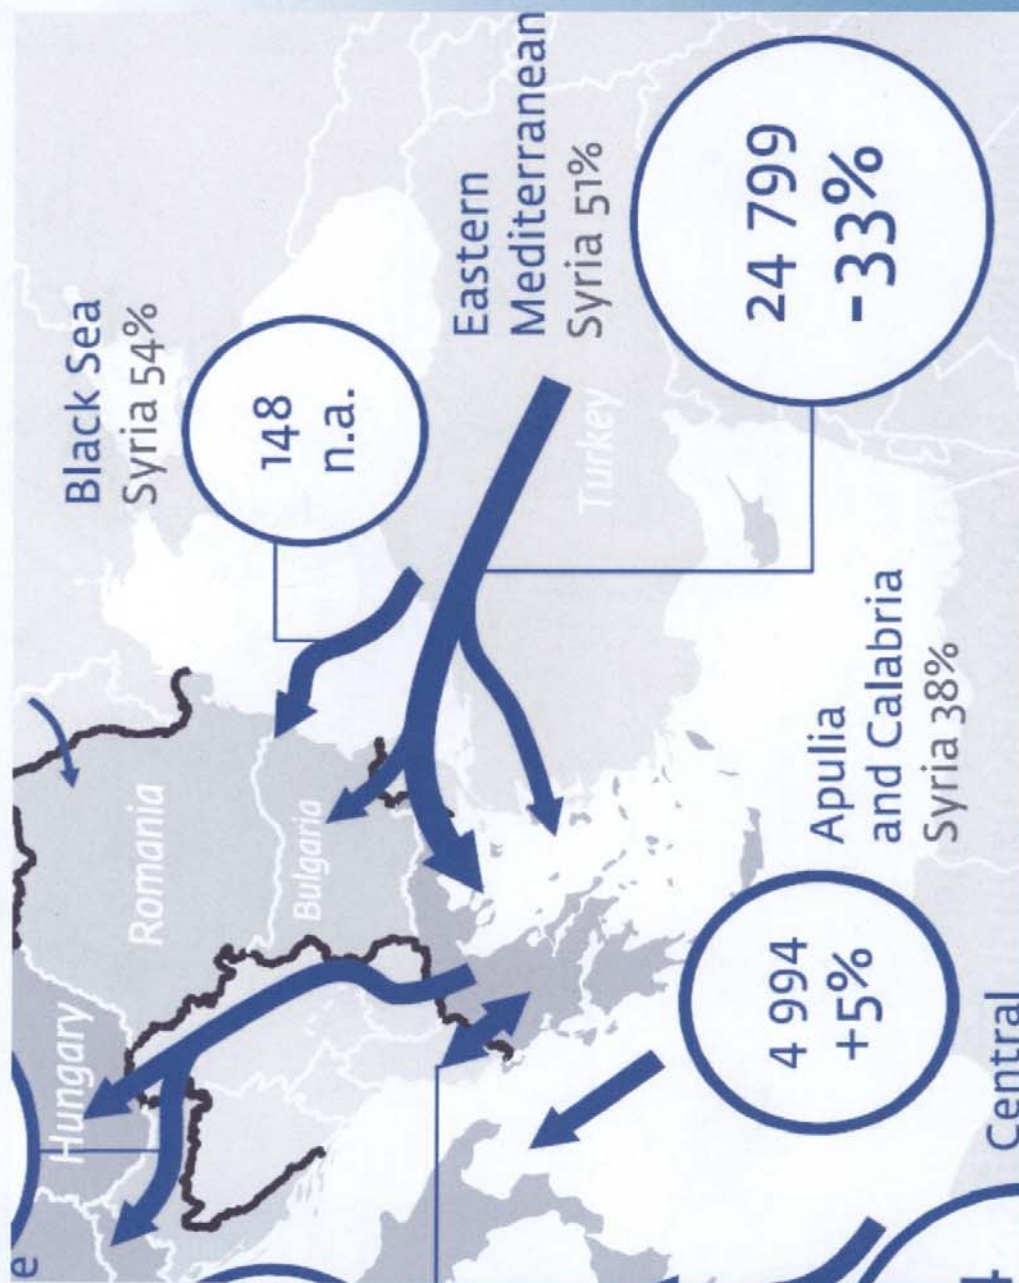 e
Hungary
Romania
Bulgaria
Black Sea
Syria 54%
148
n.a.
Eastern
Mediterranean
Syria 51%
Turkey
24 799
-33%
4 994
+5%
Apulia
and Calabria
Syria 38%
Central